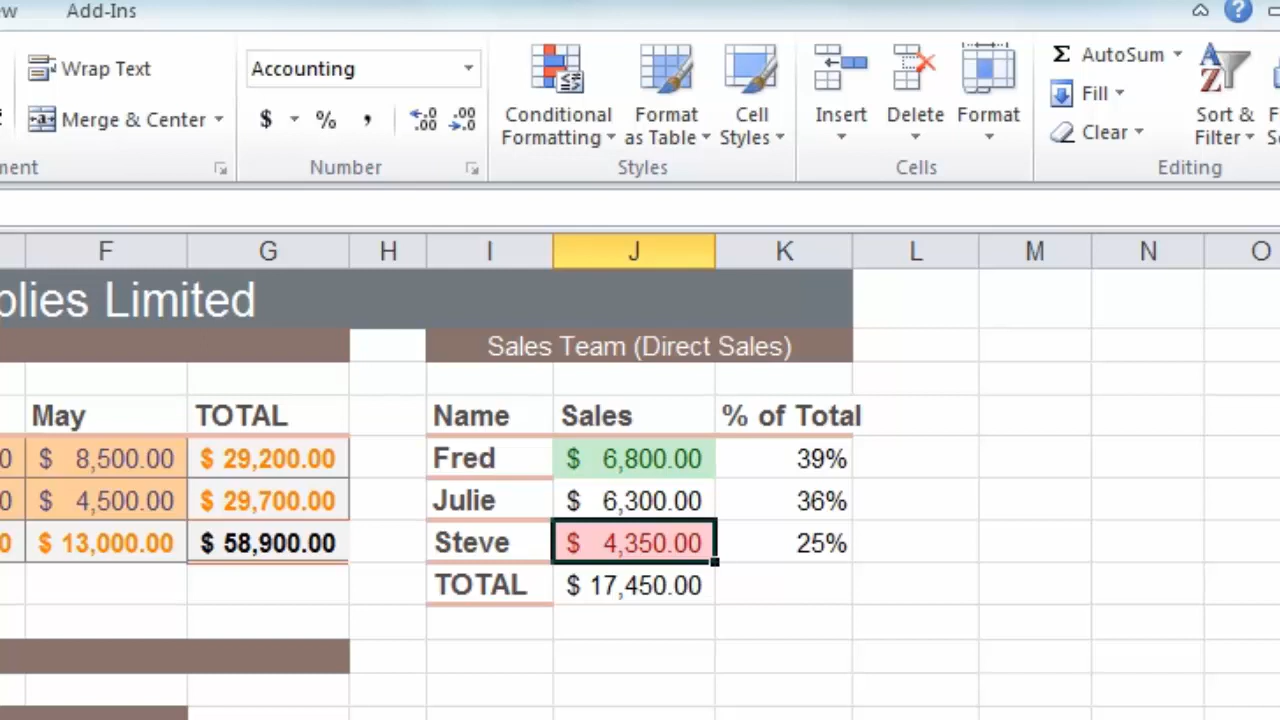 Add-Ins
Wrap Text
Merge & Center
Accounting
$ % ,
Number
Conditional
Formatting
Format
as Table
Cell
Styles
Styles
Insert
Delete
Format
Cells
Σ AutoSum
Fill
Clear
Sort &
Filter
Editing
F G H I J K L M N O
Limited
Sales Team (Direct Sales)
May TOTAL Name Sales % of Total
$ 8,500.00 $ 29,200.00 Fred $ 6,800.00 39%
$ 4,500.00 $ 29,700.00 Julie $ 6,300.00 36%
$ 13,000.00 $ 58,900.00 Steve $ 4,350.00 25%
TOTAL $ 17,450.00